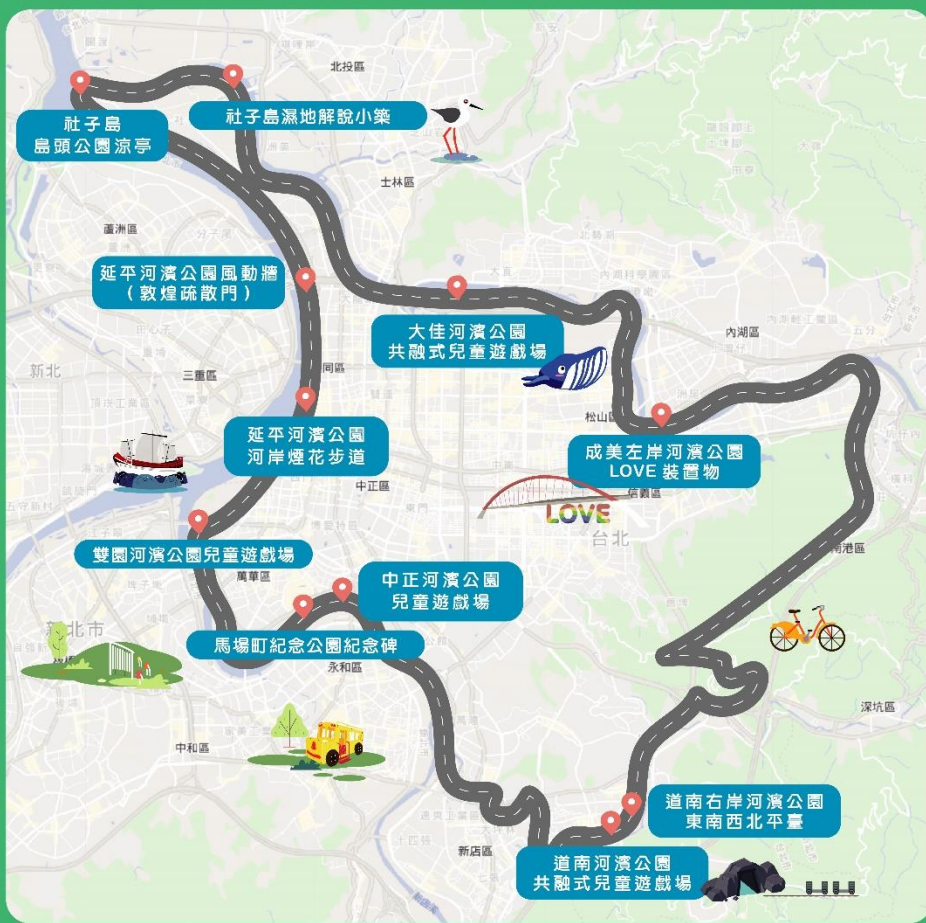 北投區
社子島
島頭公園涼亭
社子島濕地解說小築
士林區
蘆洲區
延平河濱公園風動牆
（敦煌疏散門）
大直
大佳河濱公園
共融式兒童遊戲場
內湖區
新北
三重區
同區
松山區
延平河濱公園
河岸煙花步道
成美左岸河濱公園
LOVE 裝置物
中正區
信義區
LOVE
台北
雙園河濱公園兒童遊戲場
南港區
萬華區
中正河濱公園
兒童遊戲場
新北市
馬場町紀念公園紀念碑
永和區
深坑區
中和區
道南右岸河濱公園
東南西北平臺
新店區
道南河濱公園
共融式兒童遊戲場